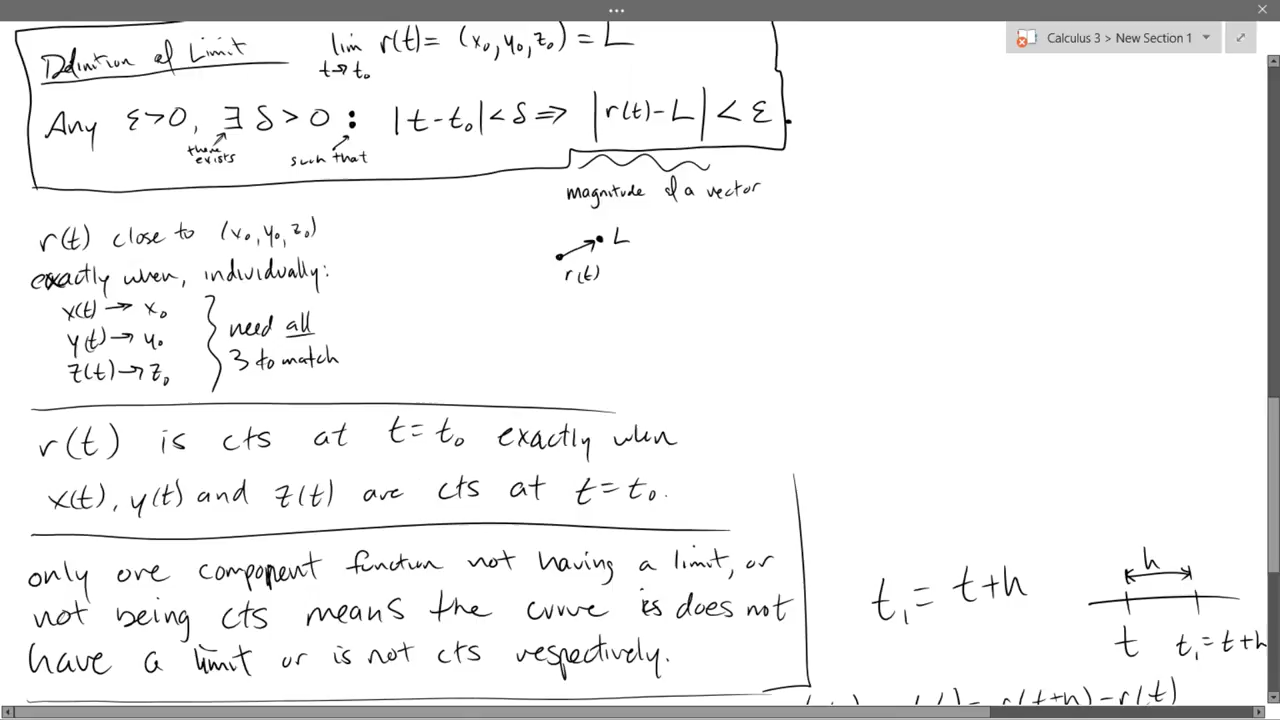 Calculus 3 > New Section 1
Definition of Limit
lim r(t) = (x₀, y₀, z₀) = L
t→t₀
Any ε>0, ∃ δ>0 : |t-t₀|<δ ⇒ |r(t)-L| < ε.
there exists
such that
magnitude of a vector
r(t) close to (x₀, y₀, z₀)
L
r(t)
exactly when, individually:
x(t) → x₀
y(t) → y₀
z(t) → z₀
need all
3 to match
r(t) is cts at t=t₀ exactly when
x(t), y(t) and z(t) are cts at t=t₀.
only one component function not having a limit, or
not being cts means the curve is does not
have a limit or is not cts respectively.
t₁ = t+h
h
t
t₁ = t+h
r(t+h)-r(t)